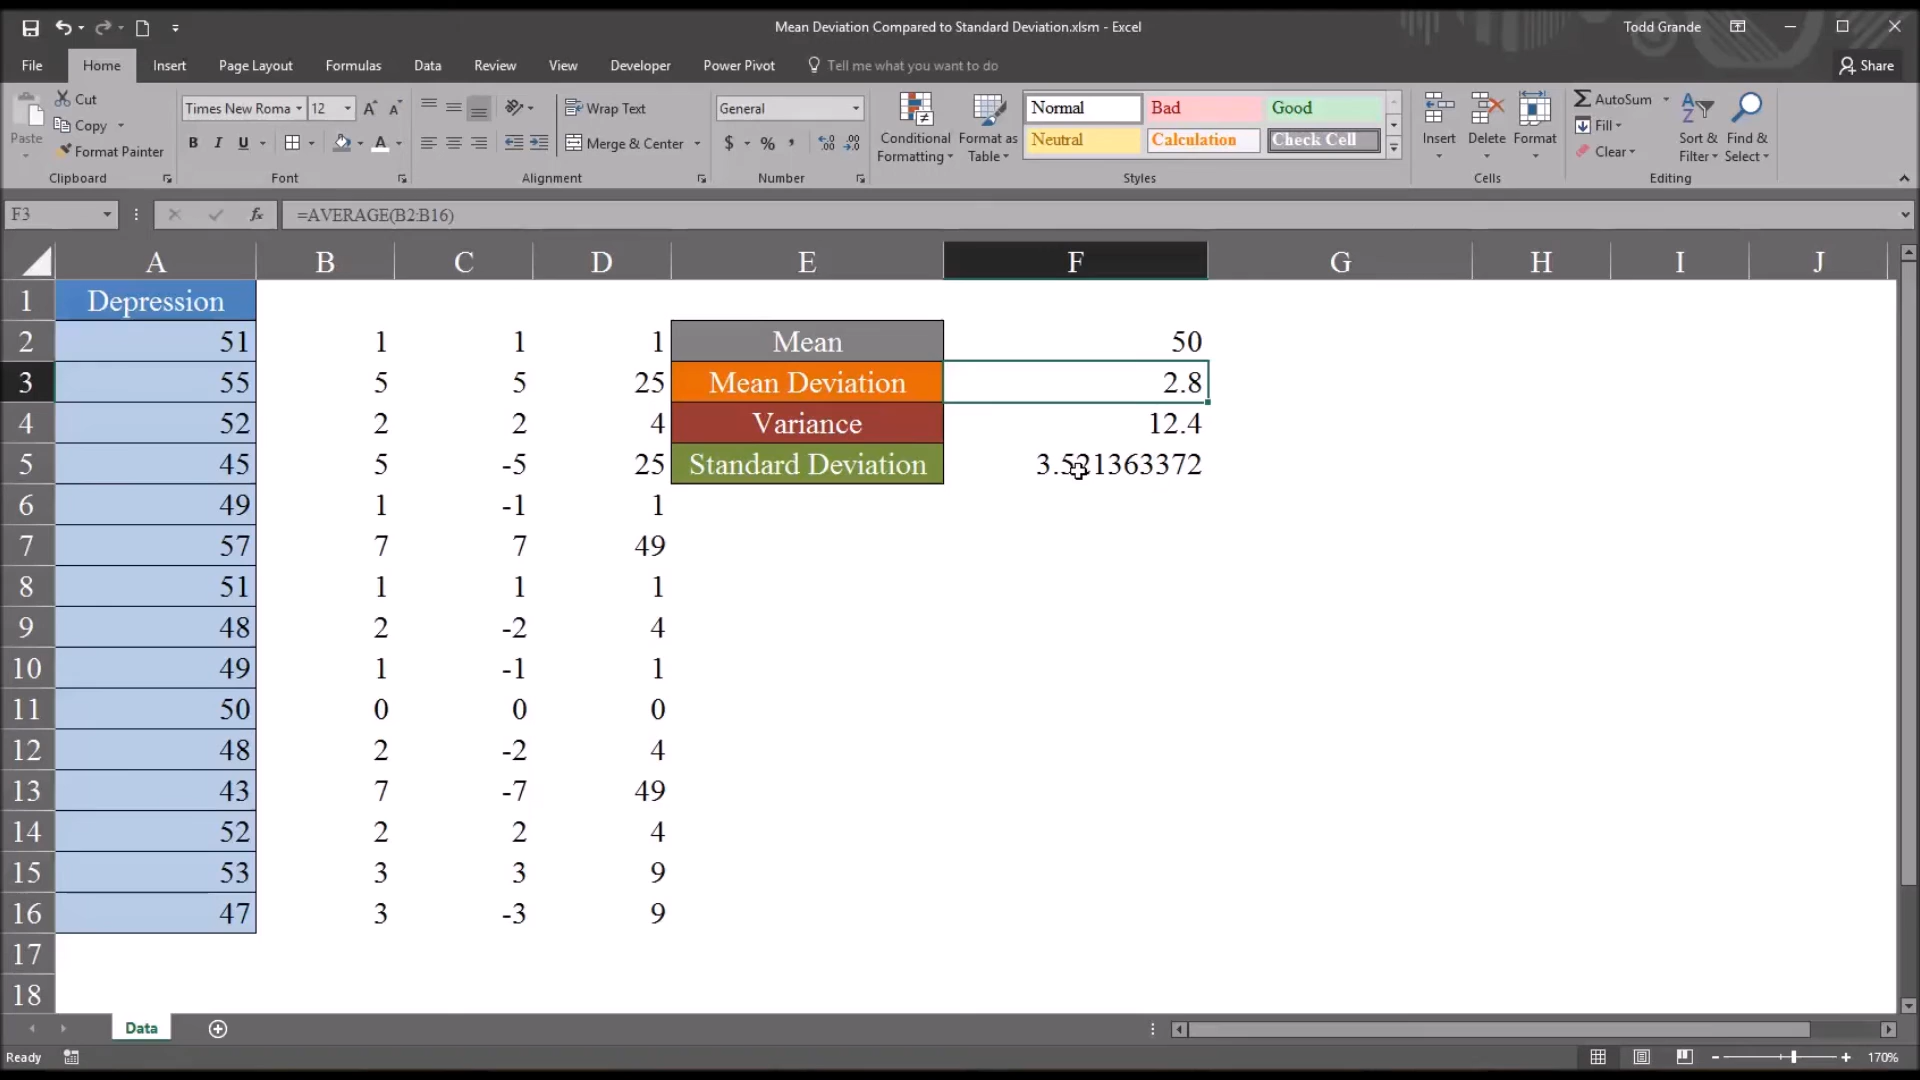 Mean Deviation Compared to Standard Deviation.xlsm - Excel
Todd Grande
File Home Insert Page Layout Formulas Data Review View Developer Power Pivot Tell me what you want to do Share
Paste
Cut
Copy
Format Painter
Clipboard
Times New Roma 12
B I U A
Font
Wrap Text
Merge & Center
Alignment
General
$ % ,
Number
Conditional Formatting
Format as Table
Normal Bad Good
Neutral Calculation Check Cell
Styles
Insert Delete Format
Cells
AutoSum
Fill
Clear
Sort & Filter
Find & Select
Editing
F3 fx =AVERAGE(B2:B16)
A B C D E F G H I J
1 Depression
2 51 1 1 1 Mean 50
3 55 5 5 25 Mean Deviation 2.8
4 52 2 2 4 Variance 12.4
5 45 5 -5 25 Standard Deviation 3.521363372
6 49 1 -1 1
7 57 7 7 49
8 51 1 1 1
9 48 2 -2 4
10 49 1 -1 1
11 50 0 0 0
12 48 2 -2 4
13 43 7 -7 49
14 52 2 2 4
15 53 3 3 9
16 47 3 -3 9
17
18
Data
Ready 170%